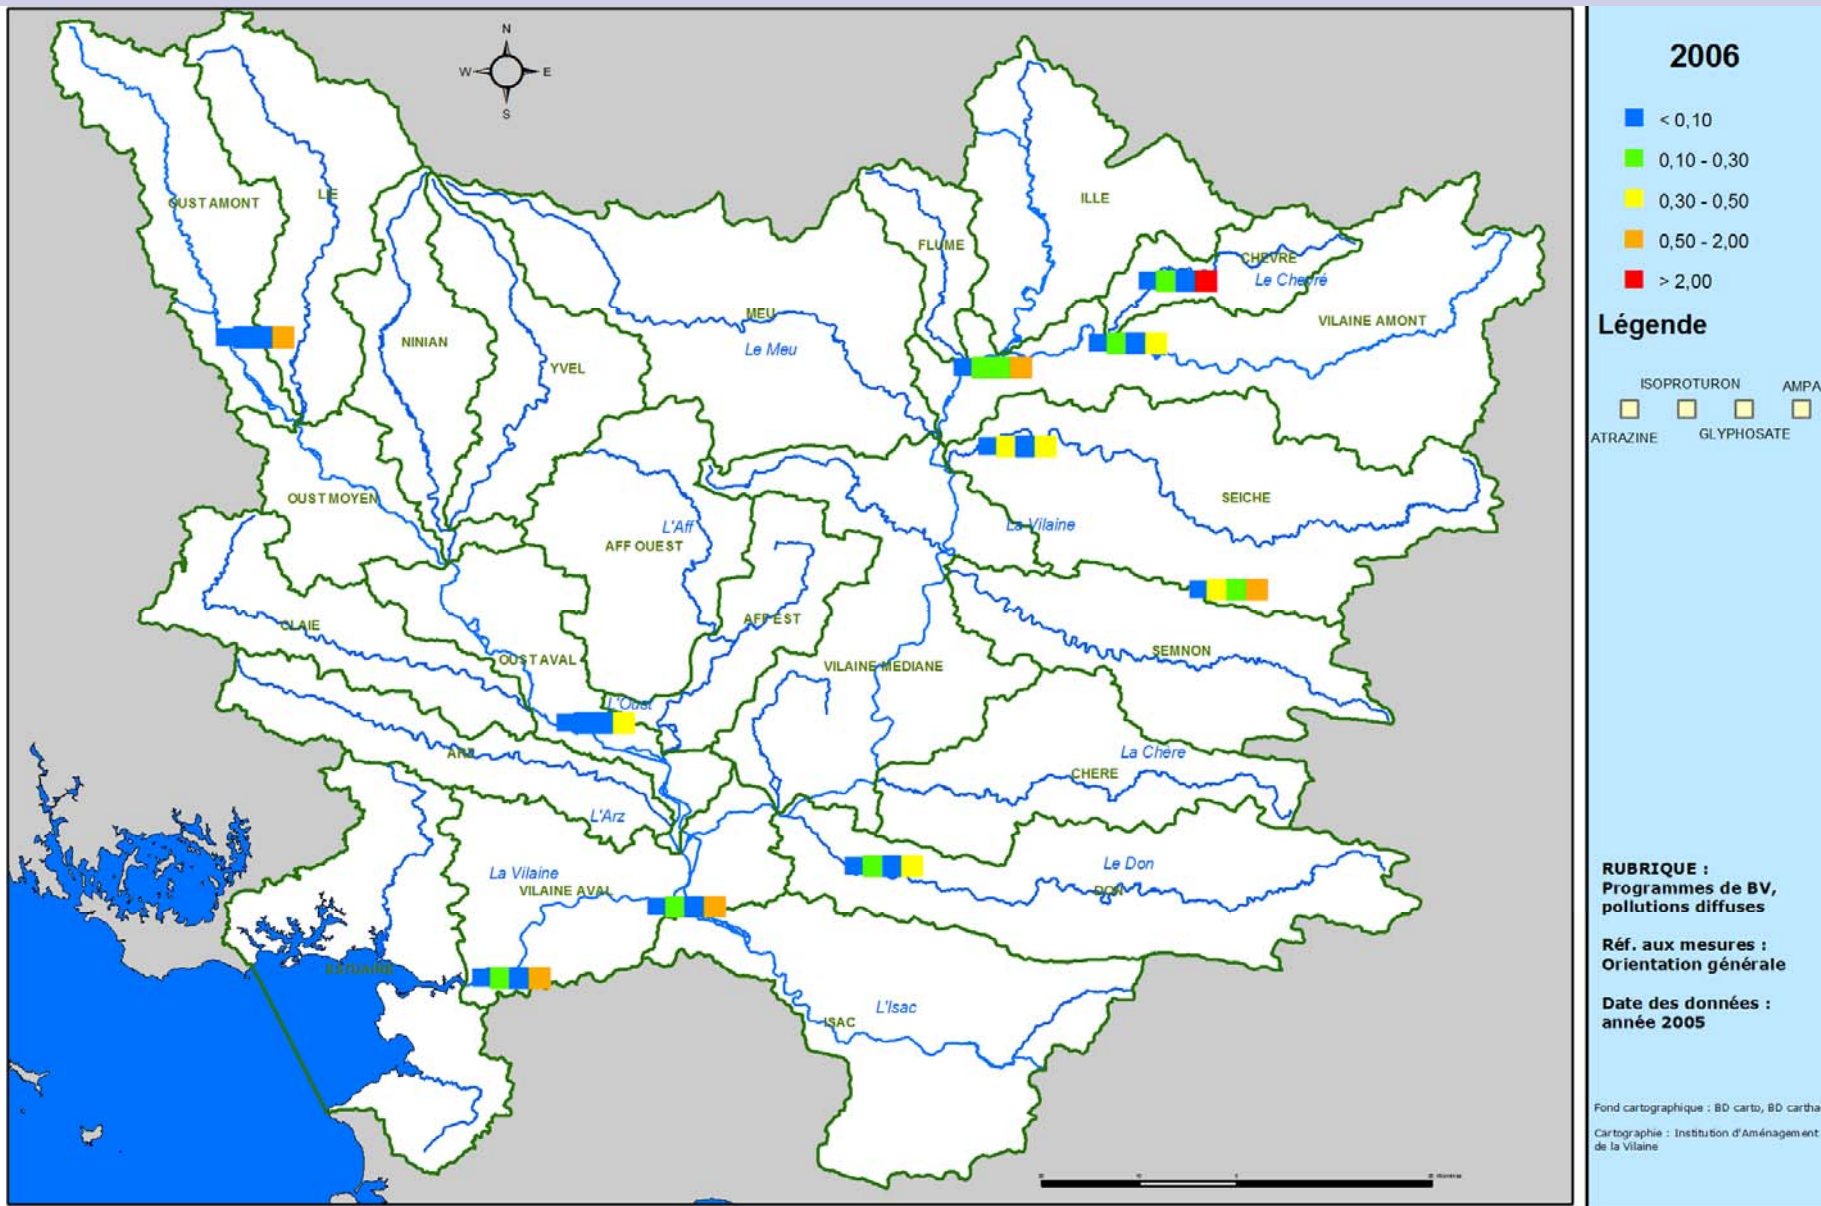 N
W
E
S
OUST AMONT
LIE
ILLE
FLUME
CHEVRE
Le Chevré
MEU
Le Meu
VILAINE AMONT
NINIAN
YVEL
OUST MOYEN
SEICHE
L'Aff
La Vilaine
AFF OUEST
AFF EST
CLAIE
OUST AVAL
VILAINE MEDIANE
SEMNON
L'Oust
ARZ
La Chère
CHERE
L'Arz
La Vilaine
VILAINE AVAL
Le Don
DON
ESTUAIRE
L'Isac
ISAC
2006
< 0,10
0,10 - 0,30
0,30 - 0,50
0,50 - 2,00
> 2,00
Légende
ISOPROTURON
AMPA
ATRAZINE
GLYPHOSATE
RUBRIQUE :
Programmes de BV,
pollutions diffuses
Réf. aux mesures :
Orientation générale
Date des données :
année 2005
Fond cartographique : BD carto, BD cartha
Cartographie : Institution d'Aménagement
de la Vilaine